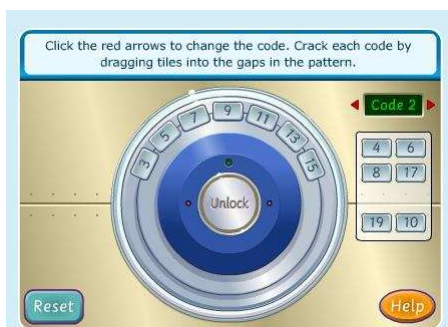 Click the red arrows to change the code. Crack each code by
dragging tiles into the gaps in the pattern.
Code 2
3 5 7 9 11 13 15
4 6
8 17
19 10
Unlock
Reset
Help